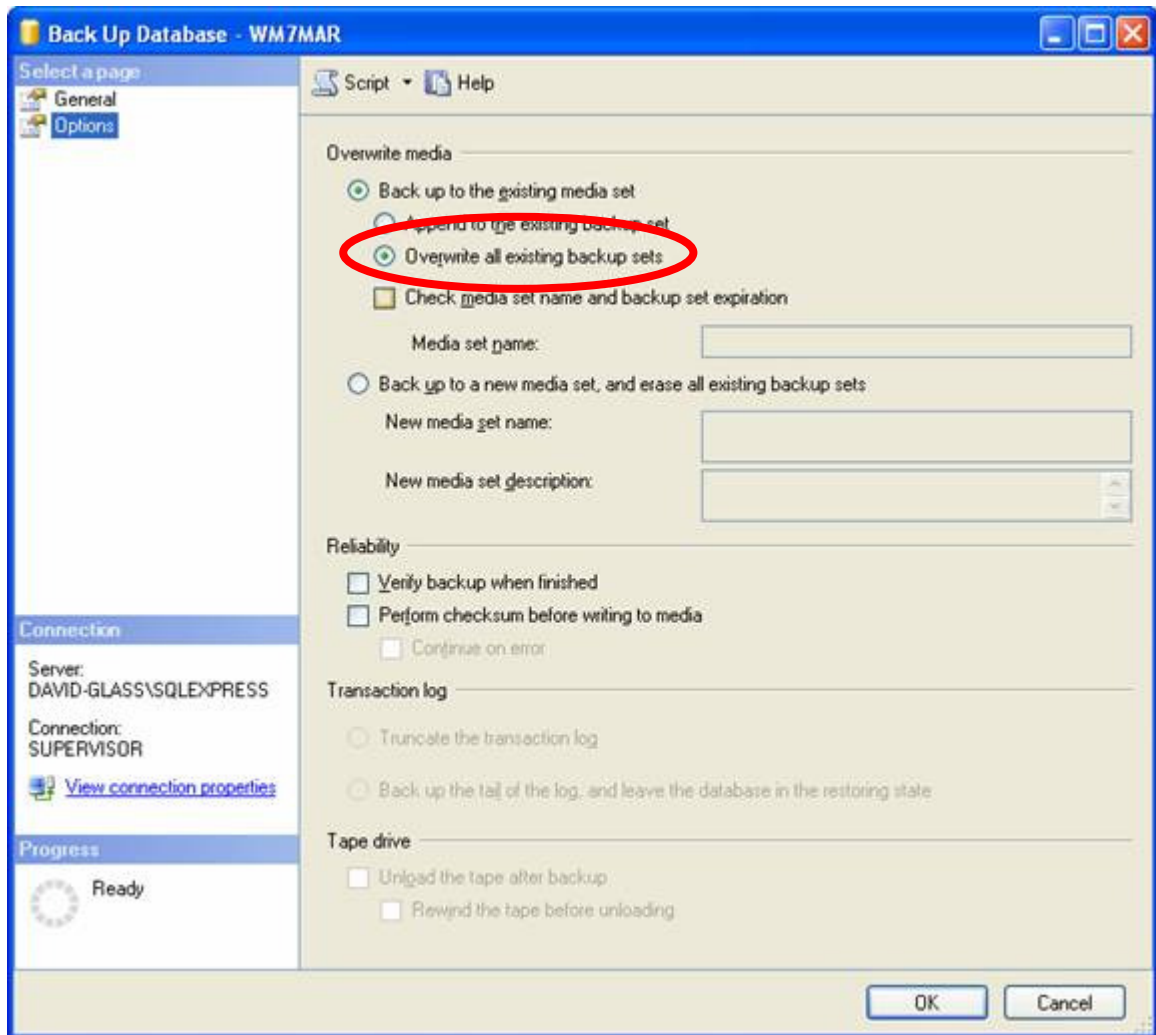 Back Up Database - WM7MAR
Select a page
General
Options
Script Help
Overwrite media
Back up to the existing media set
Append to the existing backup set
Overwrite all existing backup sets
Check media set name and backup set expiration
Media set name:
Back up to a new media set, and erase all existing backup sets
New media set name:
New media set description:
Reliability
Verify backup when finished
Perform checksum before writing to media
Continue on error
Transaction log
Truncate the transaction log
Back up the tail of the log, and leave the database in the restoring state
Tape drive
Unload the tape after backup
Rewind the tape before unloading
Connection
Server:
DAVID-GLASS\SQLEXPRESS
Connection:
SUPERVISOR
View connection properties
Progress
Ready
OK Cancel